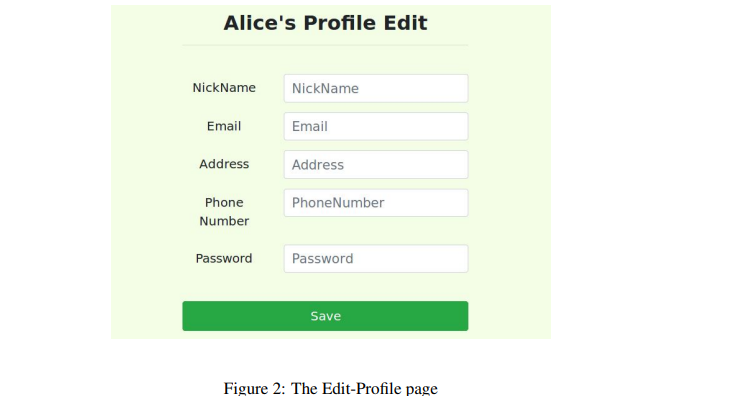 Alice's Profile Edit
NickName NickName
Email Email
Address Address
Phone
Number PhoneNumber
Password Password
Save
Figure 2: The Edit-Profile page